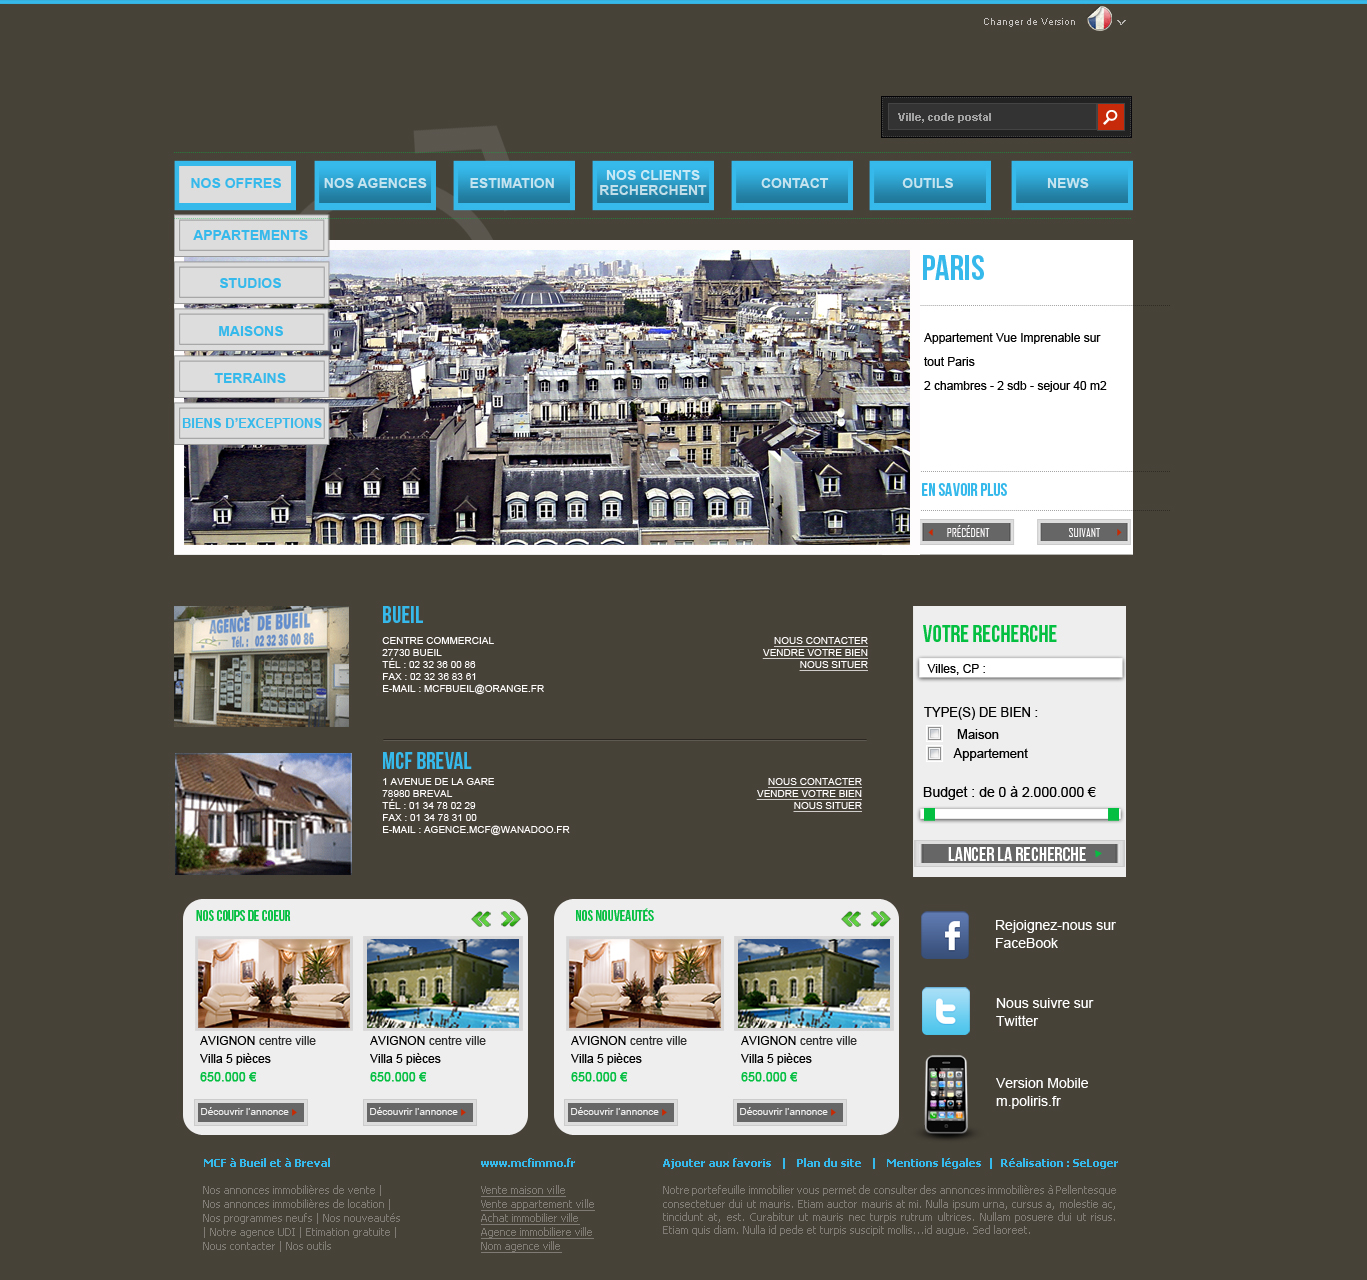 Changer de Version
Ville, code postal
NOS OFFRES
NOS AGENCES
ESTIMATION
NOS CLIENTS
RECHERCHENT
CONTACT
OUTILS
NEWS
APPARTEMENTS
STUDIOS
MAISONS
TERRAINS
BIENS D'EXCEPTIONS
PARIS
Appartement Vue Imprenable sur
tout Paris
2 chambres - 2 sdb - sejour 40 m2
EN SAVOIR PLUS
PRÉCÉDENT
SUIVANT
AGENCE DE BUEIL
Tél. : 02 32 36 00 86
BUEIL
CENTRE COMMERCIAL
27730 BUEIL
TÉL : 02 32 36 00 86
FAX : 02 32 36 83 61
E-MAIL : MCFBUEIL@ORANGE.FR
NOUS CONTACTER
VENDRE VOTRE BIEN
NOUS SITUER
MCF BREVAL
1 AVENUE DE LA GARE
78980 BREVAL
TÉL : 01 34 78 02 29
FAX : 01 34 78 31 00
E-MAIL : AGENCE.MCF@WANADOO.FR
NOUS CONTACTER
VENDRE VOTRE BIEN
NOUS SITUER
VOTRE RECHERCHE
Villes, CP :
TYPE(S) DE BIEN :
Maison
Appartement
Budget : de 0 à 2.000.000 €
LANCER LA RECHERCHE
NOS COUPS DE COEUR
AVIGNON centre ville
Villa 5 pièces
650.000 €
Découvrir l'annonce
AVIGNON centre ville
Villa 5 pièces
650.000 €
Découvrir l'annonce
NOS NOUVEAUTÉS
AVIGNON centre ville
Villa 5 pièces
650.000 €
Découvrir l'annonce
AVIGNON centre ville
Villa 5 pièces
650.000 €
Découvrir l'annonce
Rejoignez-nous sur
FaceBook
Nous suivre sur
Twitter
Version Mobile
m.poliris.fr
MCF à Bueil et à Breval
Nos annonces immobilières de vente |
Nos annonces immobilières de location |
Nos programmes neufs | Nos nouveautés
| Notre agence UDI | Etimation gratuite |
Nous contacter | Nos outils
www.mcfimmo.fr
Vente maison ville
Vente appartement ville
Achat immobilier ville
Agence immobiliere ville
Nom agence ville
Ajouter aux favoris | Plan du site | Mentions légales | Réalisation : SeLoger
Notre portefeuille immobilier vous permet de consulter des annonces immobilières à Pellentesque
consectetuer dui ut mauris. Etiam auctor mauris at mi. Nulla ipsum urna, cursus a, molestie ac,
tincidunt at, est. Curabitur ut mauris nec turpis rutrum ultrices. Nullam posuere dui ut risus.
Etiam quis diam. Nulla id pede et turpis suscipit mollis...id augue. Sed laoreet.